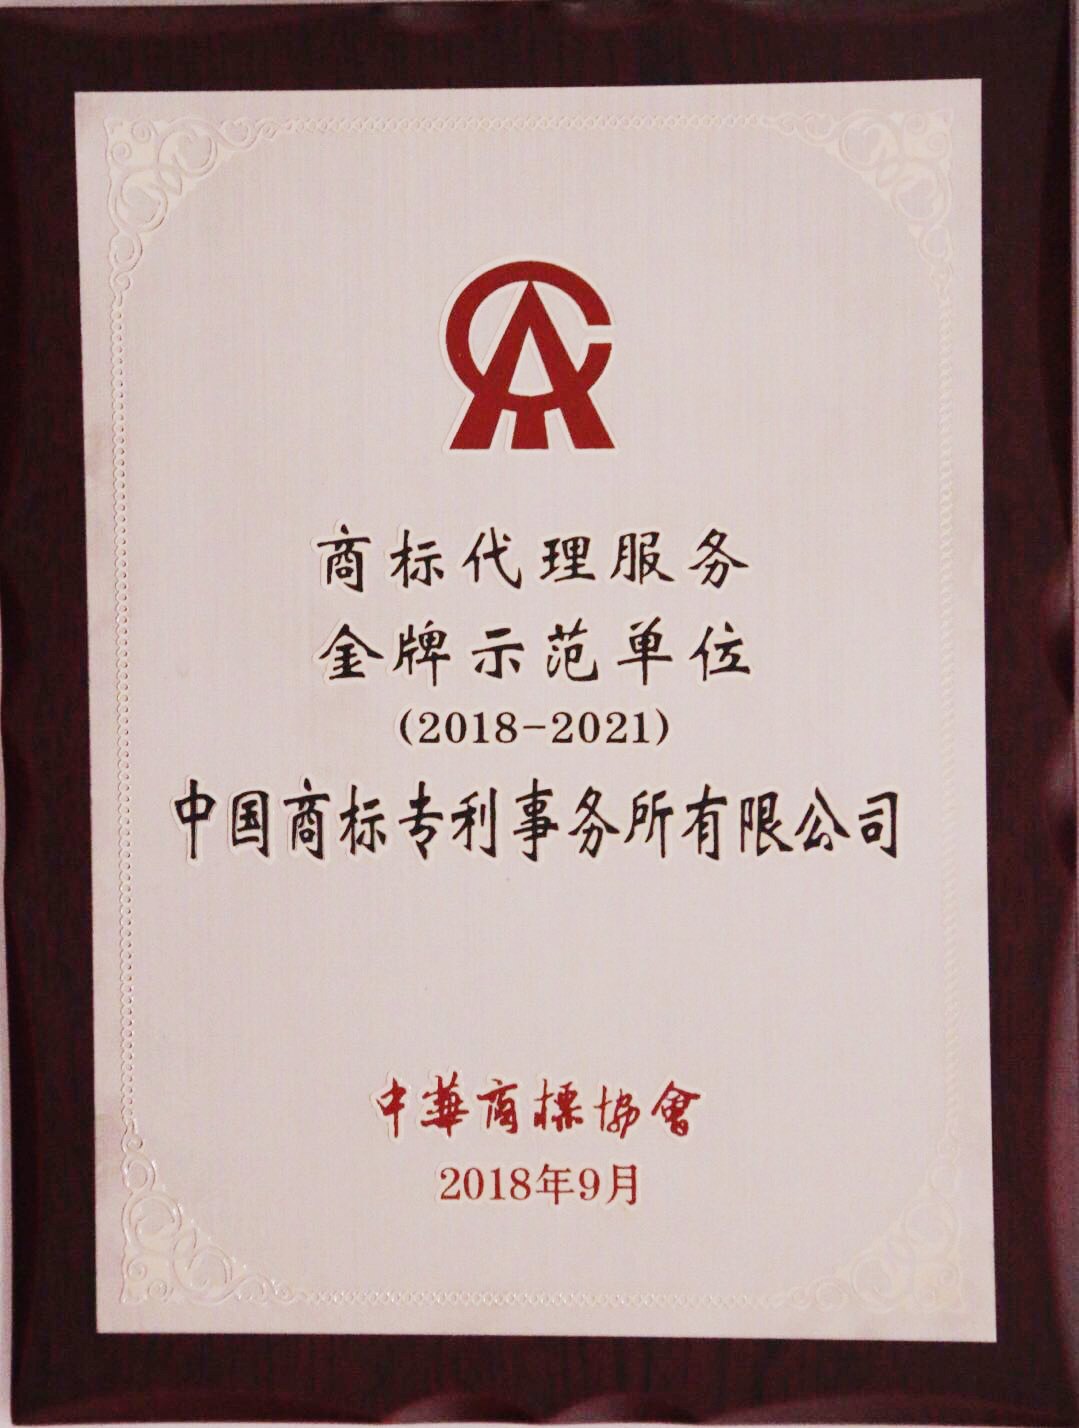 商标代理服务
金牌示范单位
(2018-2021)
中国商标专利事务所有限公司
中華商標協會
2018年9月